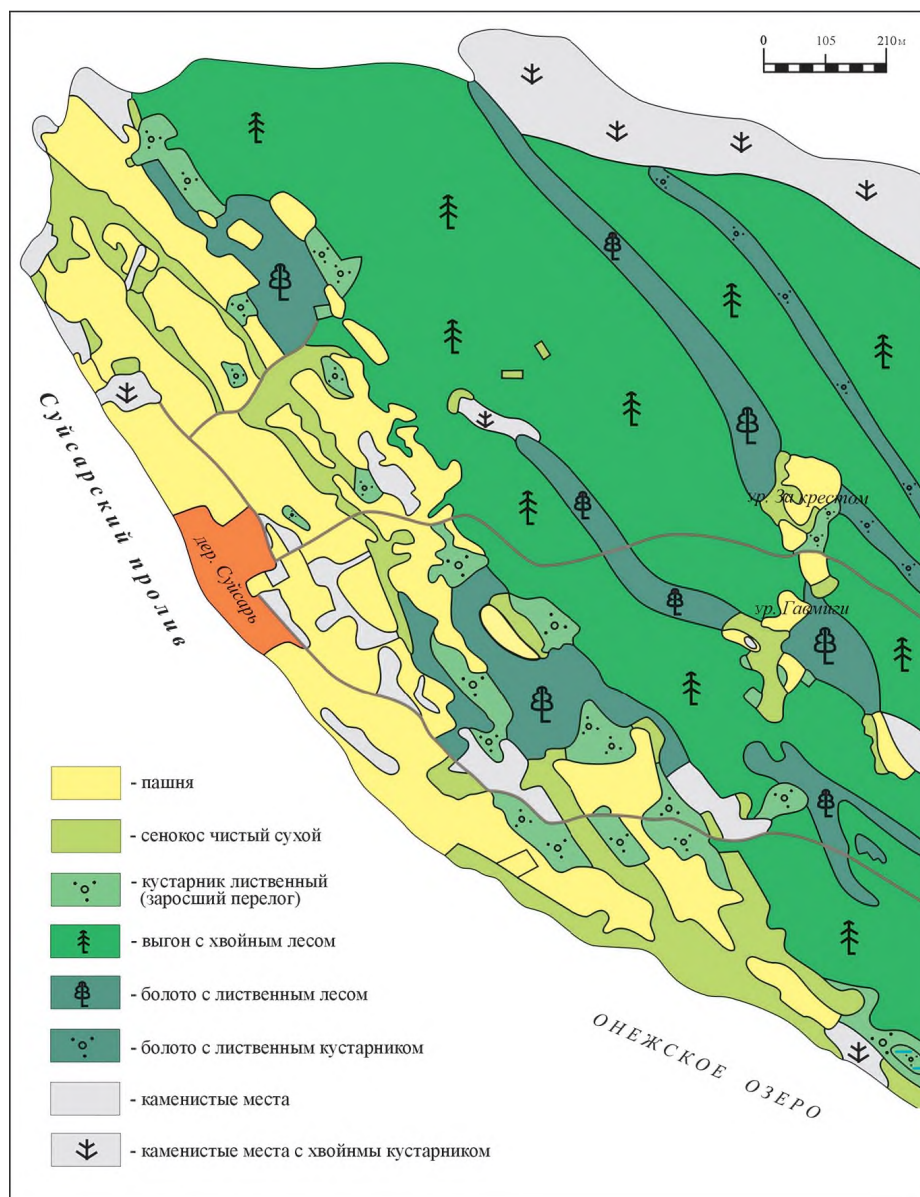 0 105 210м
Суйсарский пролив
ур. За крестом
дер. Суйсарь
ур. Гавмиги
- пашня
- сенокос чистый сухой
- кустарник лиственный
(заросший перелог)
- выгон с хвойным лесом
- болото с лиственным лесом
- болото с лиственным кустарником
- каменистые места
- каменистые места с хвойнмы кустарником
ОНЕЖСКОЕ ОЗЕРО